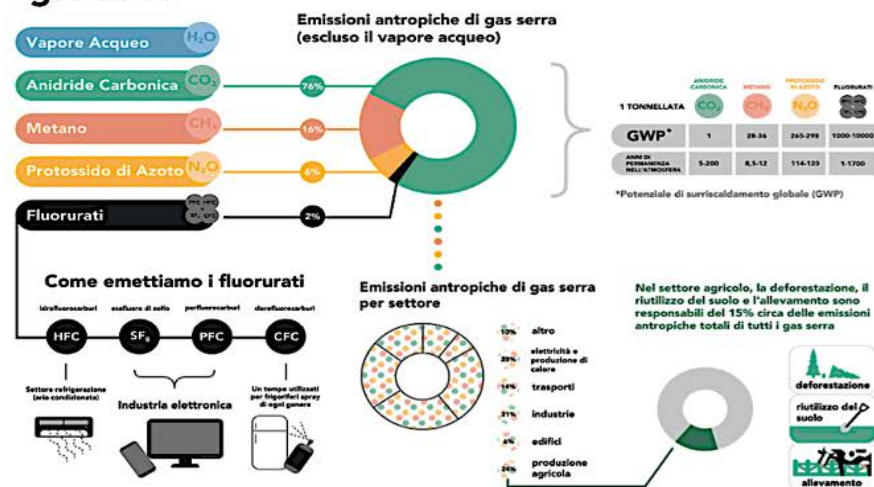 Emissioni antropiche di gas serra
(escluso il vapore acqueo)
Vapore Acqueo H₂O
Anidride Carbonica CO₂ 76%
Metano CH₄ 16%
Protossido di Azoto N₂O 6%
Fluorurati PFC HFC SF₆ CFC 2%
ANIDRIDE CARBONICA
METANO
PROTOSSIDO DI AZOTO
FLUORURATI
1 TONNELLATA CO₂ CH₄ N₂O
GWP* 1 28-36 265-298 1000-10000
ANNI DI
PERMANENZA
NELL'ATMOSFERA
5-200 8,5-12 114-120 1-1700
*Potenziale di surriscaldamento globale (GWP)
Come emettiamo i fluorurati
idrofluorocarburi esafluoro di zolfo perfluorocarburi clorofluorocarburi
HFC SF₆ PFC CFC
Settore refrigerazione
(aria condizionata)
Industria elettronica
Un tempo utilizzati
per frigoriferi spray
di ogni genere
Emissioni antropiche di gas serra
per settore
10% altro
25% elettricità e
produzione di
calore
14% trasporti
21% industrie
6% edifici
24% produzione
agricola
Nel settore agricolo, la deforestazione, il
riutilizzo del suolo e l'allevamento sono
responsabili del 15% circa delle emissioni
antropiche totali di tutti i gas serra
deforestazione
riutilizzo del
suolo
allevamento